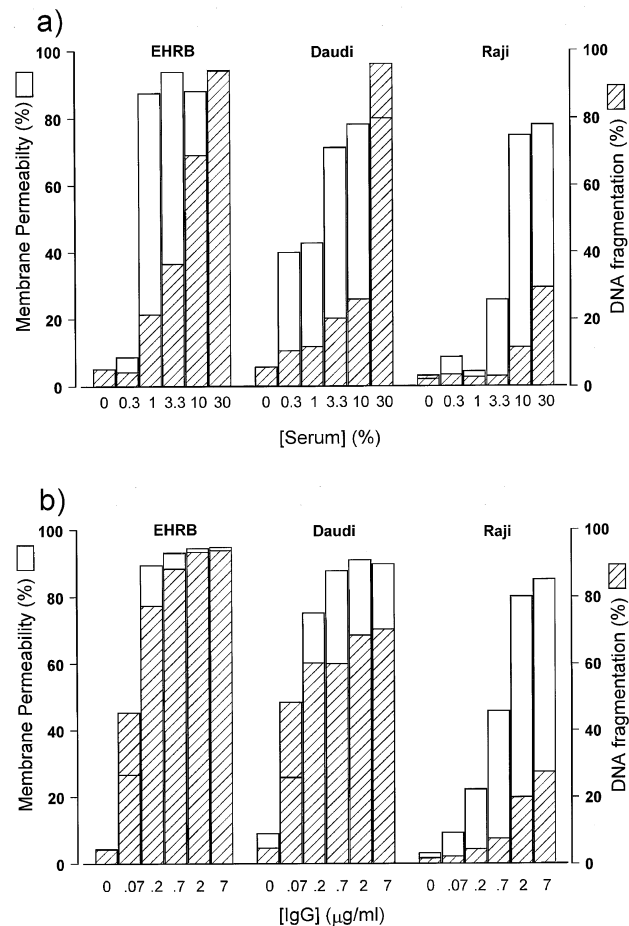 a)
EHRB Daudi Raji
Membrane Permeabilty (%)
100
80
60
40
20
0
100
80
60
40
20
0
DNA fragmentation (%)
0 0.3 1 3.3 10 30 0 0.3 1 3.3 10 30 0 0.3 1 3.3 10 30
[Serum] (%)
b)
EHRB Daudi Raji
Membrane Permeability (%)
100
80
60
40
20
0
100
80
60
40
20
0
DNA fragmentation (%)
0 .07 .2 .7 2 7 0 .07 .2 .7 2 7 0 .07 .2 .7 2 7
[IgG] (μg/ml)